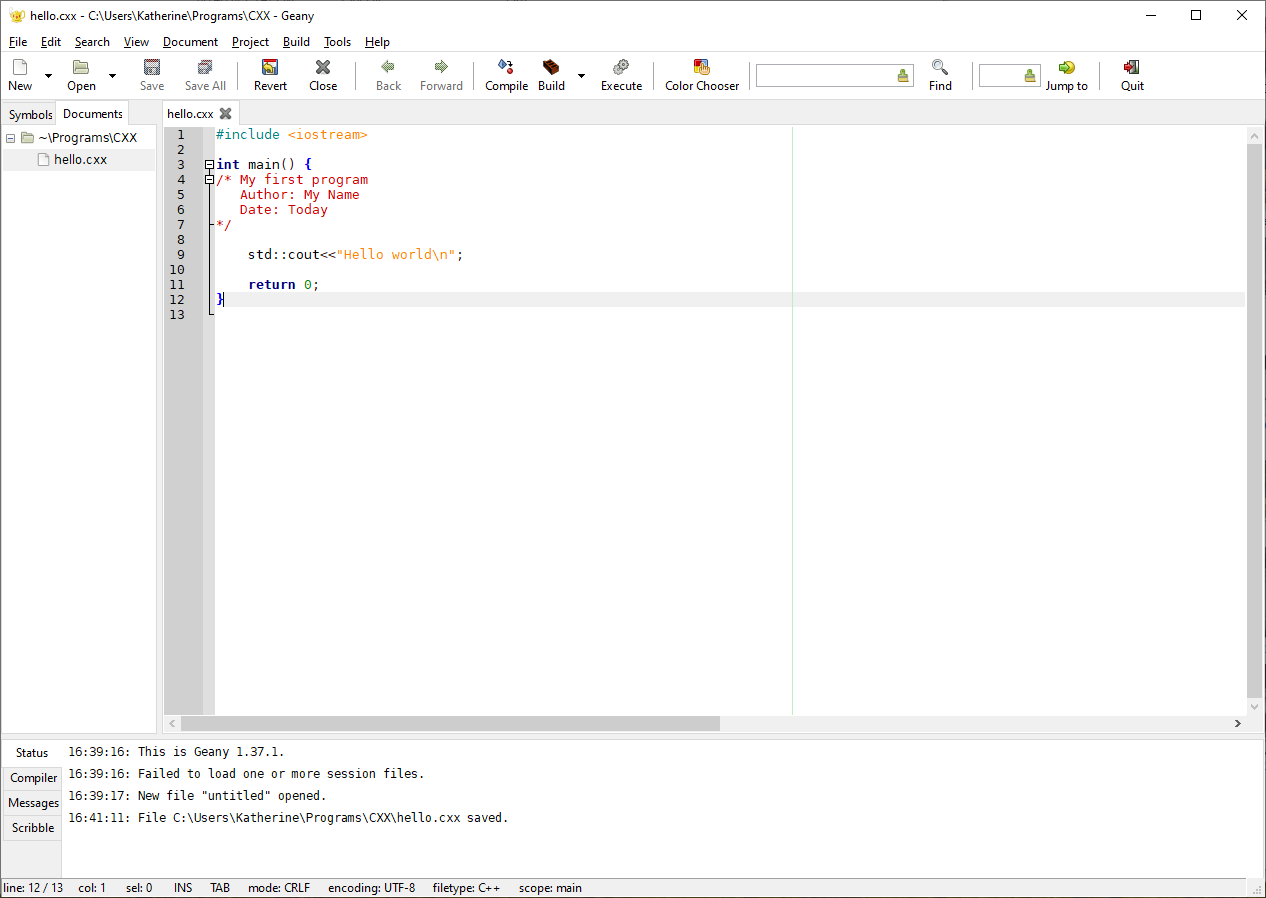 hello.cxx - C:\Users\Katherine\Programs\CXX - Geany
File Edit Search View Document Project Build Tools Help
New Open Save Save All Revert Close Back Forward Compile Build Execute Color Chooser Find Jump to Quit
Symbols Documents hello.cxx
~\Programs\CXX
hello.cxx
1 #include <iostream>
2
3 int main() {
4 /* My first program
5    Author: My Name
6    Date: Today
7 */
8
9     std::cout<<"Hello world\n";
10
11     return 0;
12 }
13
Status
Compiler
Messages
Scribble
16:39:16: This is Geany 1.37.1.
16:39:16: Failed to load one or more session files.
16:39:17: New file "untitled" opened.
16:41:11: File C:\Users\Katherine\Programs\CXX\hello.cxx saved.
line: 12 / 13 col: 1 sel: 0 INS TAB mode: CRLF encoding: UTF-8 filetype: C++ scope: main